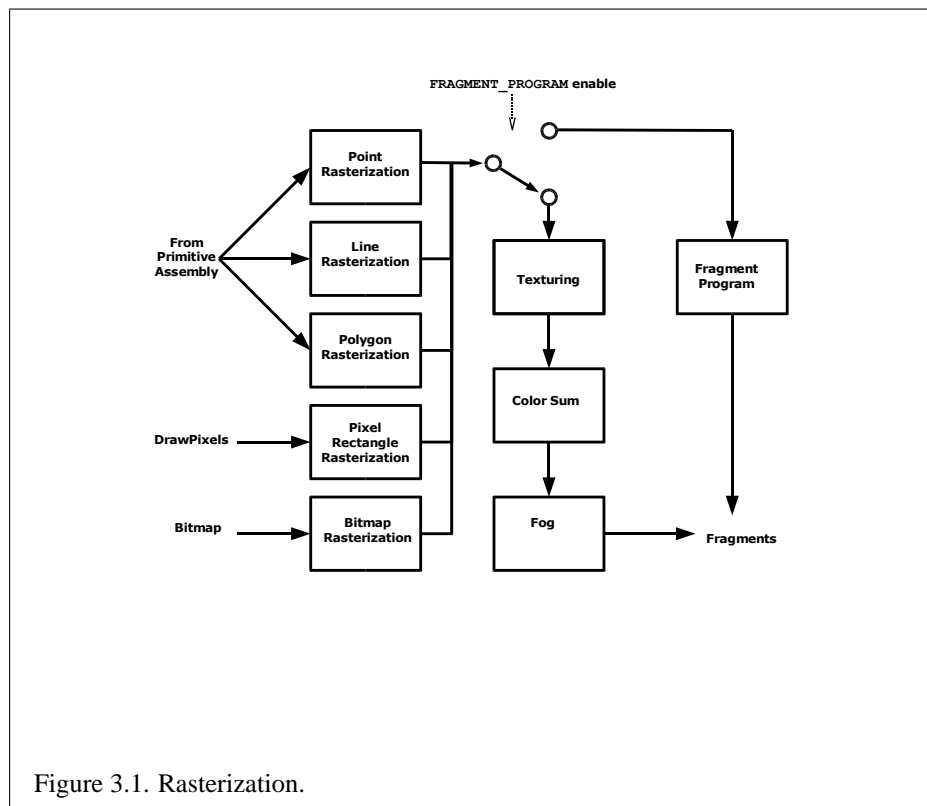 FRAGMENT_PROGRAM enable
Point
Rasterization
From
Primitive
Assembly
Line
Rasterization
Texturing
Fragment
Program
Polygon
Rasterization
Color Sum
DrawPixels
Pixel
Rectangle
Rasterization
Bitmap
Bitmap
Rasterization
Fog
Fragments
Figure 3.1. Rasterization.